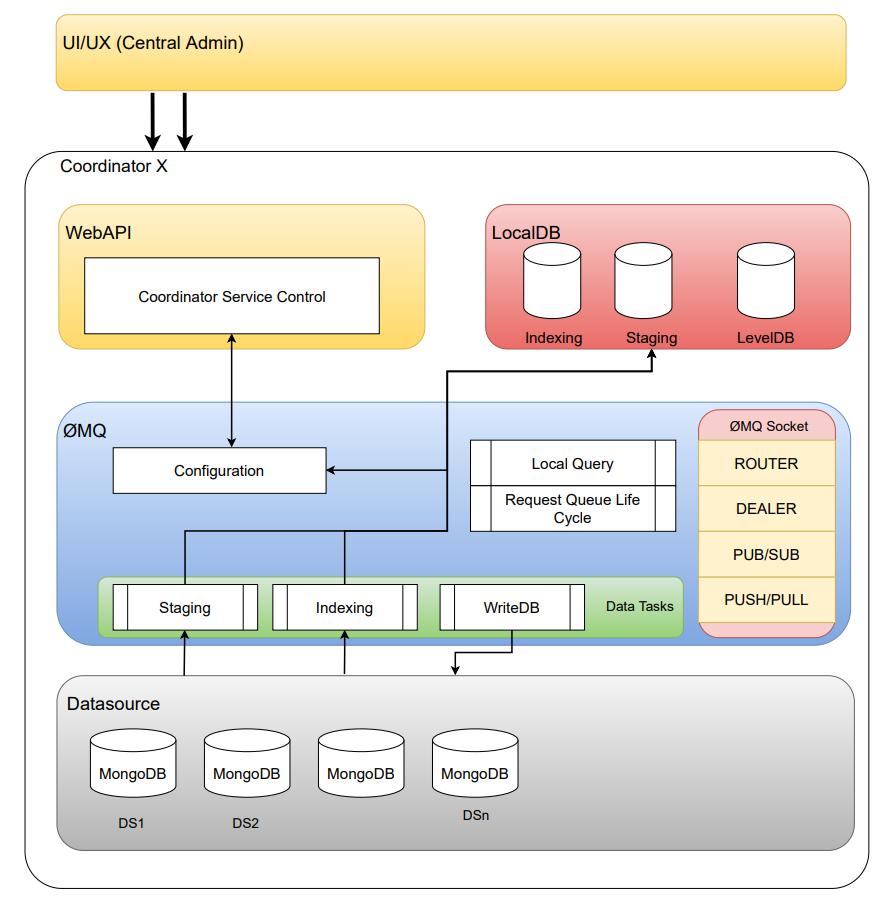 UI/UX (Central Admin)
Coordinator X
WebAPI
Coordinator Service Control
LocalDB
Indexing
Staging
LevelDB
ØMQ
Configuration
Local Query
Request Queue Life
Cycle
ØMQ Socket
ROUTER
DEALER
PUB/SUB
PUSH/PULL
Staging
Indexing
WriteDB
Data Tasks
Datasource
MongoDB
MongoDB
MongoDB
MongoDB
DS1
DS2
DSn